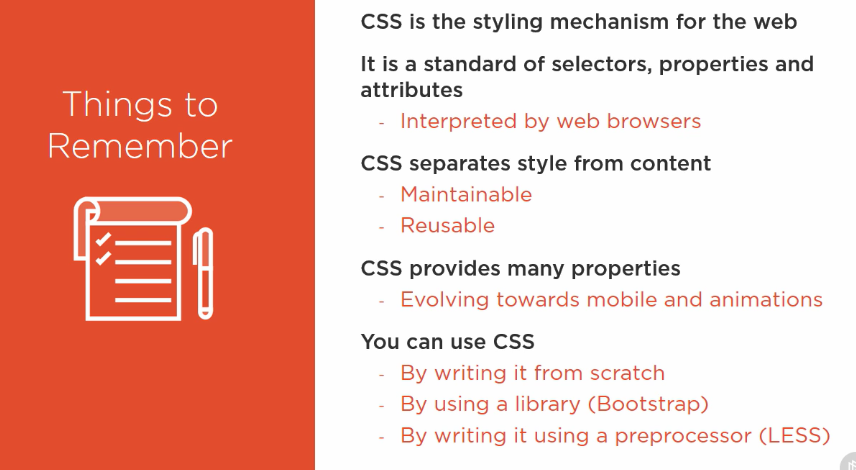 Things to
Remember
CSS is the styling mechanism for the web
It is a standard of selectors, properties and
attributes
- Interpreted by web browsers
CSS separates style from content
- Maintainable
- Reusable
CSS provides many properties
- Evolving towards mobile and animations
You can use CSS
- By writing it from scratch
- By using a library (Bootstrap)
- By writing it using a preprocessor (LESS)